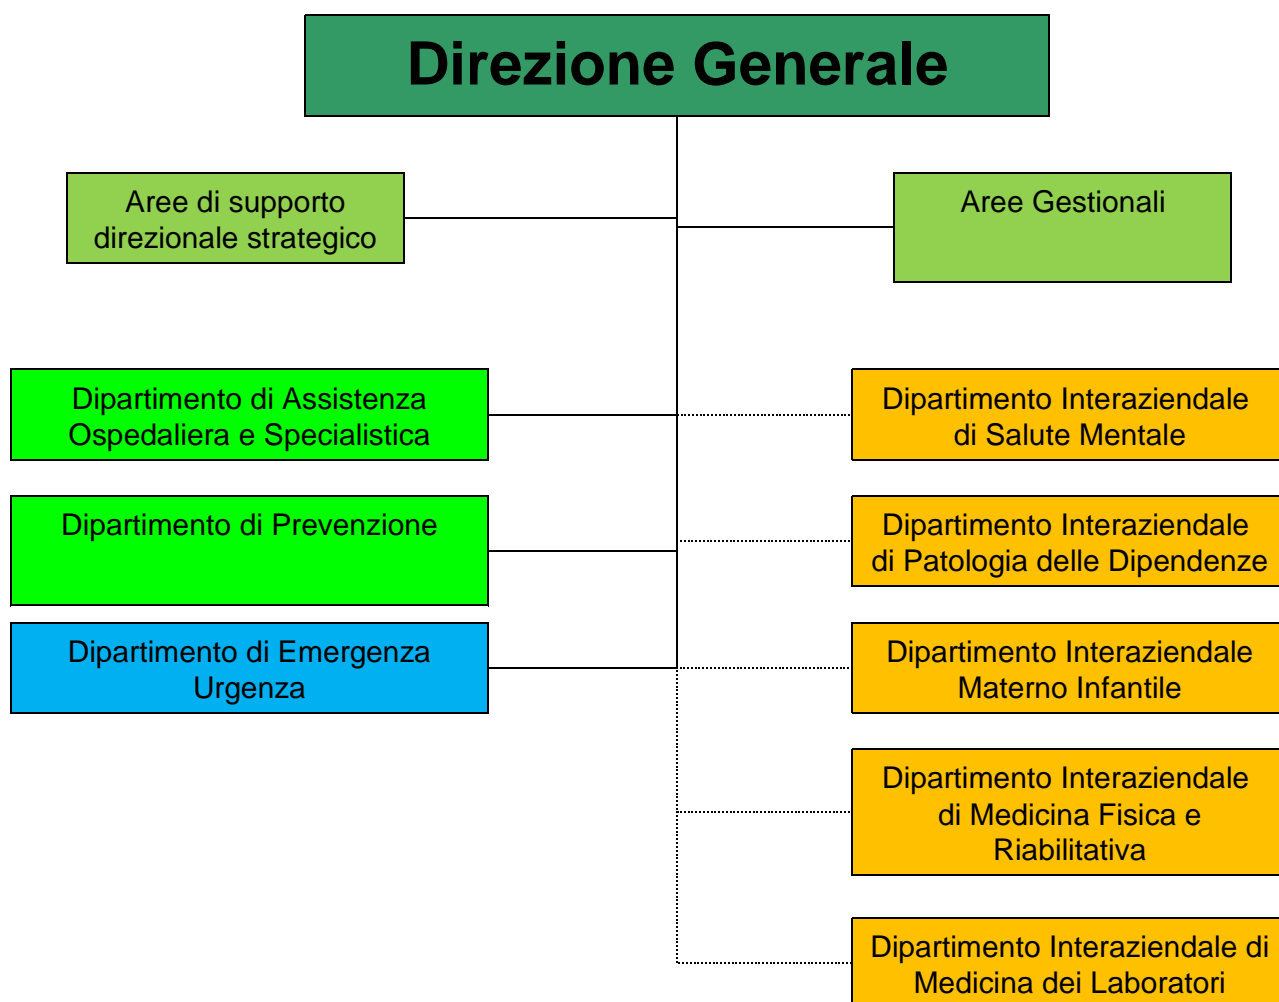 Direzione Generale
Aree di supporto
direzionale strategico
Aree Gestionali
Dipartimento di Assistenza
Ospedaliera e Specialistica
Dipartimento Interaziendale
di Salute Mentale
Dipartimento di Prevenzione
Dipartimento Interaziendale
di Patologia delle Dipendenze
Dipartimento di Emergenza
Urgenza
Dipartimento Interaziendale
Materno Infantile
Dipartimento Interaziendale
di Medicina Fisica e
Riabilitativa
Dipartimento Interaziendale di
Medicina dei Laboratori